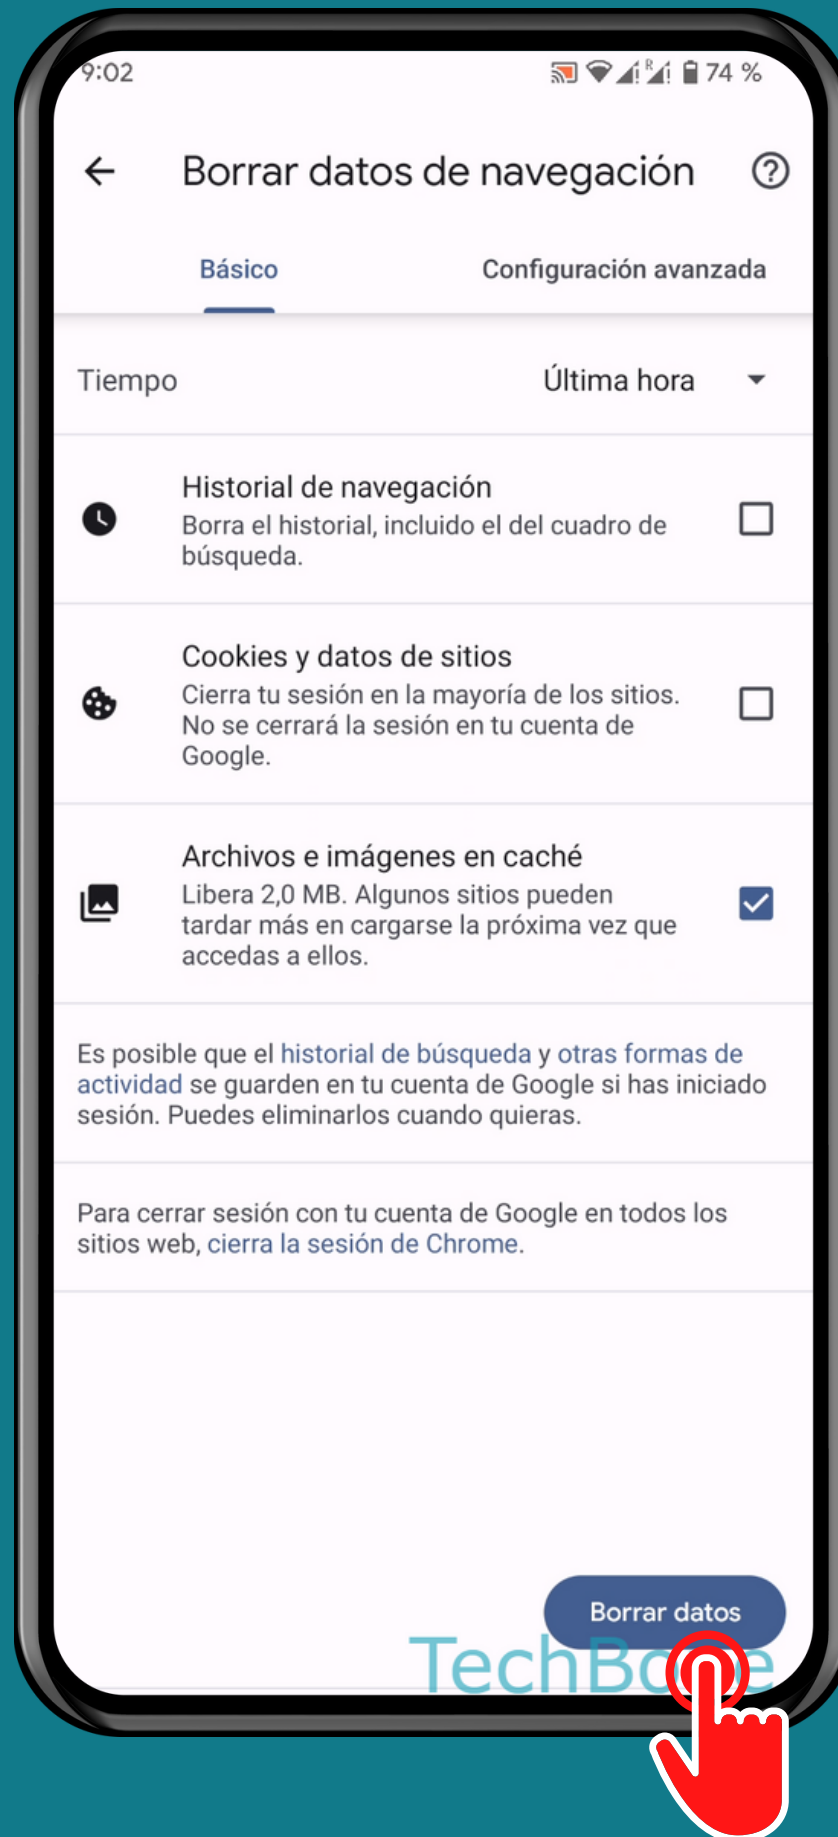 9:02 R 74 %
Borrar datos de navegación
Básico Configuración avanzada
Tiempo Última hora
Historial de navegación
Borra el historial, incluido el del cuadro de
búsqueda.
Cookies y datos de sitios
Cierra tu sesión en la mayoría de los sitios.
No se cerrará la sesión en tu cuenta de
Google.
Archivos e imágenes en caché
Libera 2,0 MB. Algunos sitios pueden
tardar más en cargarse la próxima vez que
accedas a ellos.
Es posible que el historial de búsqueda y otras formas de
actividad se guarden en tu cuenta de Google si has iniciado
sesión. Puedes eliminarlos cuando quieras.
Para cerrar sesión con tu cuenta de Google en todos los
sitios web, cierra la sesión de Chrome.
Borrar datos